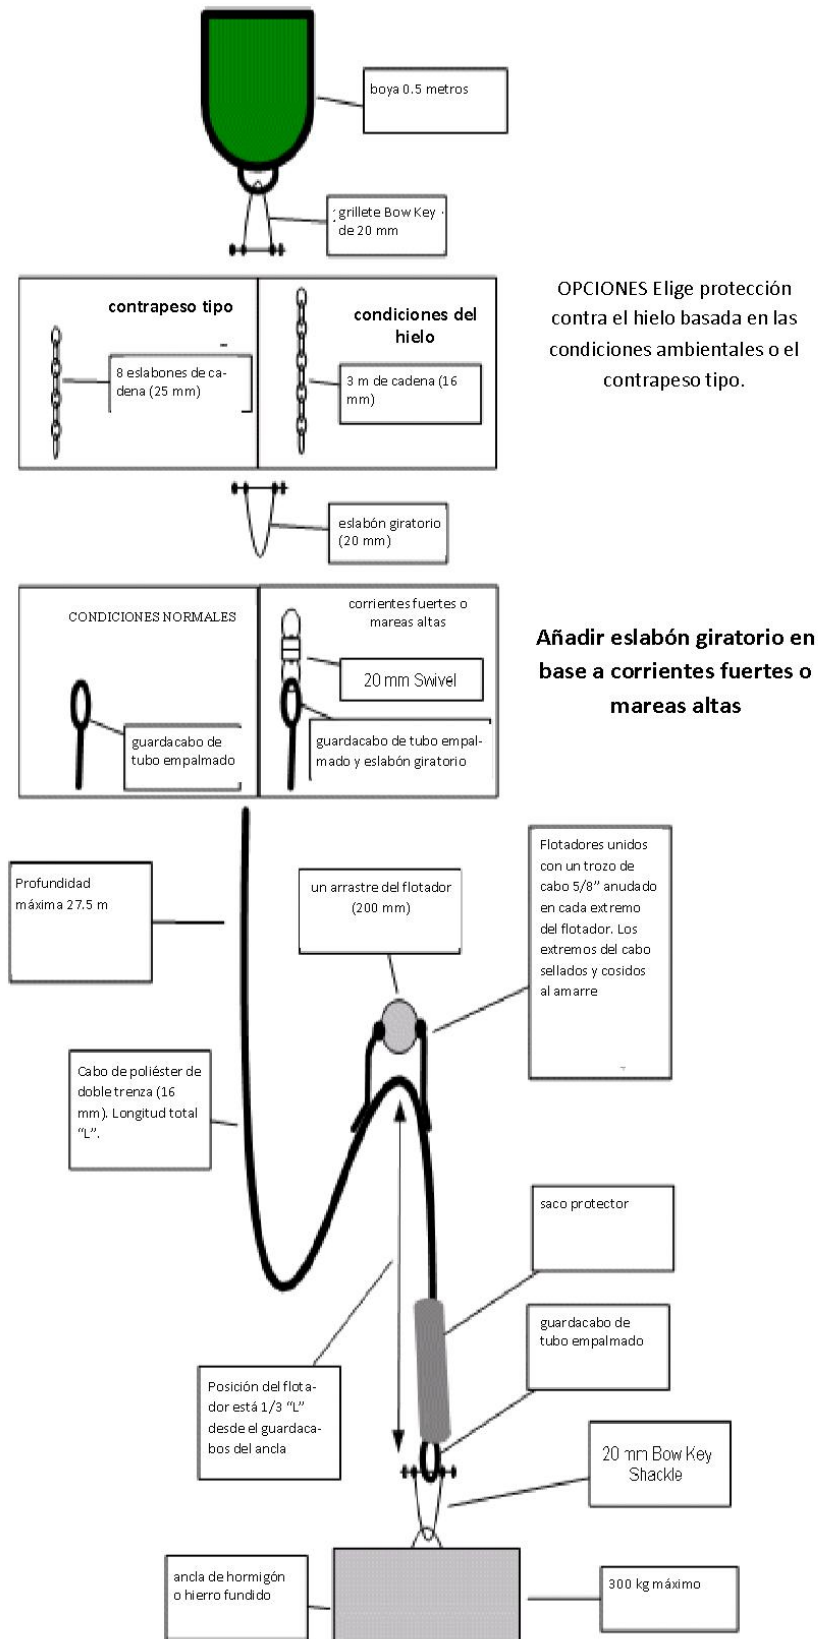 boya 0.5 metros
grillete Bow Key
de 20 mm
contrapeso tipo
8 eslabones de ca-
dena (25 mm)
condiciones del
hielo
3 m de cadena (16
mm)
OPCIONES Elige protección
contra el hielo basada en las
condiciones ambientales o el
contrapeso tipo.
eslabón giratorio
(20 mm)
CONDICIONES NORMALES
guardacabo de
tubo empalmado
corrientes fuertes o
mareas altas
20 mm Swivel
guardacabo de tubo empal-
mado y eslabón giratorio
Añadir eslabón giratorio en
base a corrientes fuertes o
mareas altas
Profundidad
máxima 27.5 m
un arrastre del flotador
(200 mm)
Flotadores unidos
con un trozo de
cabo 5/8” anudado
en cada extremo
del flotador. Los
extremos del cabo
sellados y cosidos
al amarre
Cabo de poliéster de
doble trenza (16
mm). Longitud total
“L”.
saco protector
guardacabo de
tubo empalmado
Posición del flota-
dor está 1/3 “L”
desde el guardaca-
bos del ancla
20 mm Bow Key
Shackle
ancla de hormigón
o hierro fundido
300 kg máximo